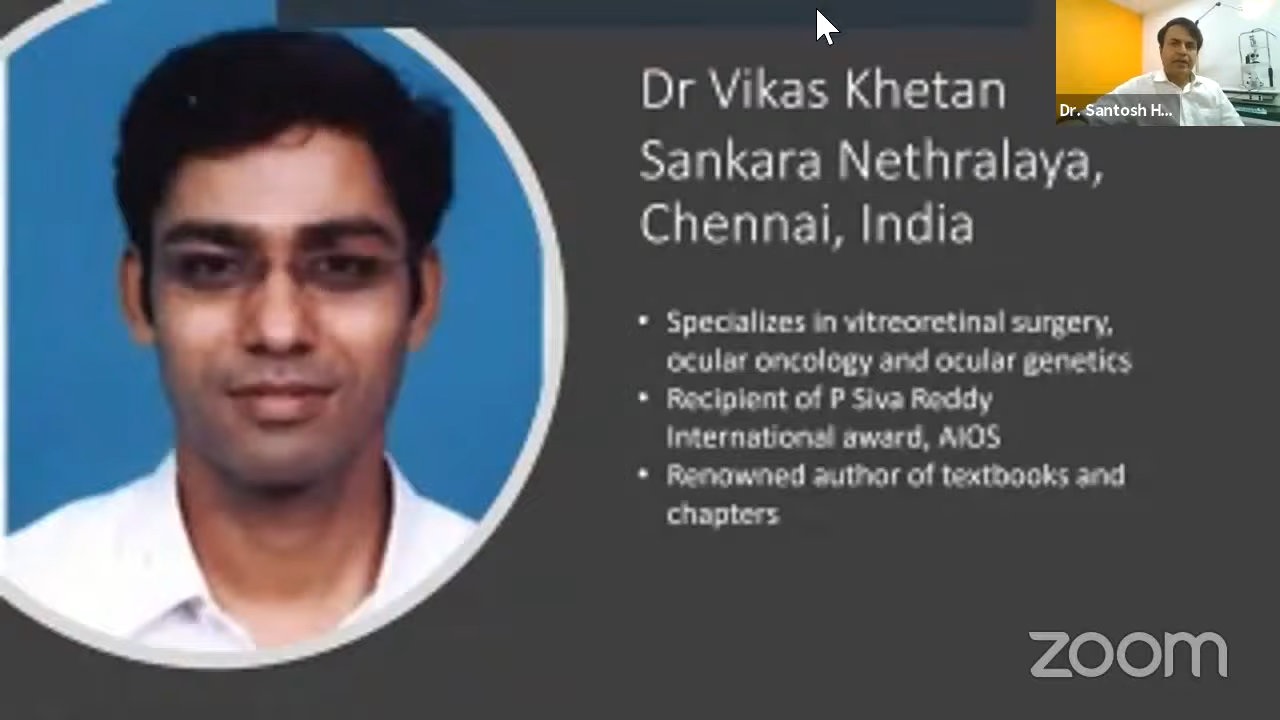 Dr Vikas Khetan
Sankara Nethralaya,
Chennai, India
Dr. Santosh H...
• Specializes in vitreoretinal surgery,
ocular oncology and ocular genetics
• Recipient of P Siva Reddy
International award, AIOS
• Renowned author of textbooks and
chapters
zoom